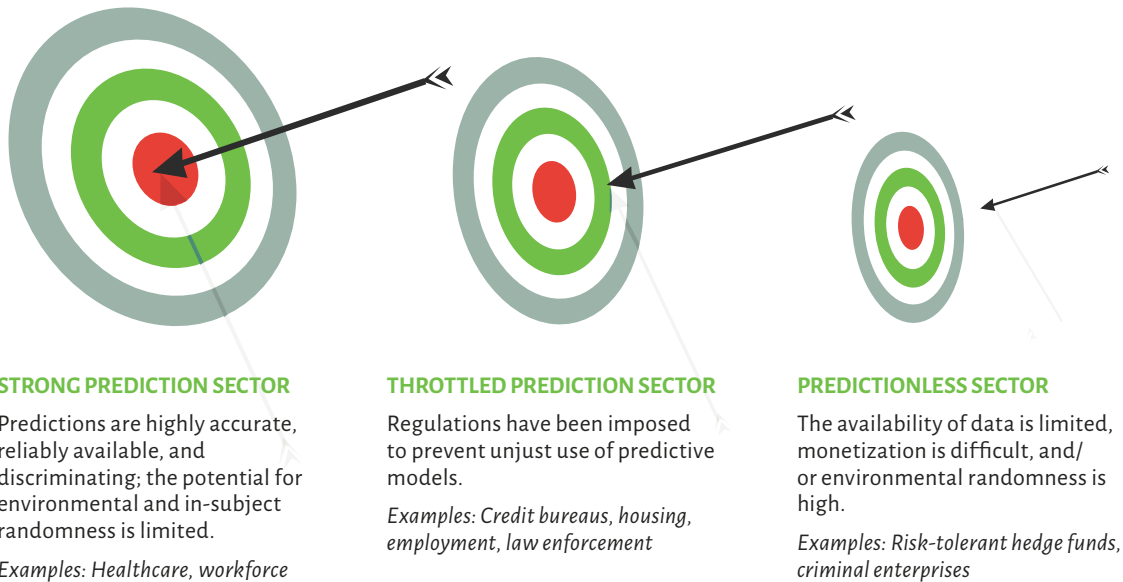 STRONG PREDICTION SECTOR
Predictions are highly accurate,
reliably available, and
discriminating; the potential for
environmental and in-subject
randomness is limited.
Examples: Healthcare, workforce
THROTTLED PREDICTION SECTOR
Regulations have been imposed
to prevent unjust use of predictive
models.
Examples: Credit bureaus, housing,
employment, law enforcement
PREDICTIONLESS SECTOR
The availability of data is limited,
monetization is difficult, and/
or environmental randomness is
high.
Examples: Risk-tolerant hedge funds,
criminal enterprises